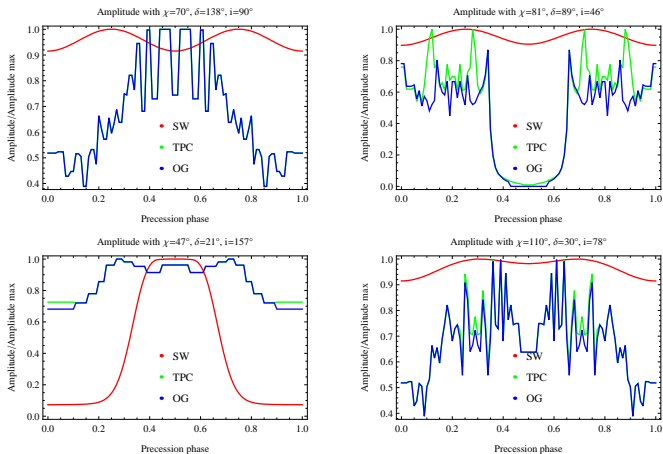 Amplitude with χ=70°, δ=138°, i=90°
Amplitude/Amplitude max
1.0
0.9
0.8
0.7
0.6
0.5
0.4
SW
TPC
OG
0.0 0.2 0.4 0.6 0.8 1.0
Precession phase
Amplitude with χ=81°, δ=89°, i=46°
Amplitude/Amplitude max
1.0
0.8
0.6
0.4
0.2
0.0
SW
TPC
OG
0.0 0.2 0.4 0.6 0.8 1.0
Precession phase
Amplitude with χ=47°, δ=21°, i=157°
Amplitude/Amplitude max
1.0
0.8
0.6
0.4
0.2
0.0
SW
TPC
OG
0.0 0.2 0.4 0.6 0.8 1.0
Precession phase
Amplitude with χ=110°, δ=30°, i=78°
Amplitude/Amplitude max
1.0
0.9
0.8
0.7
0.6
0.5
0.4
SW
TPC
OG
0.0 0.2 0.4 0.6 0.8 1.0
Precession phase